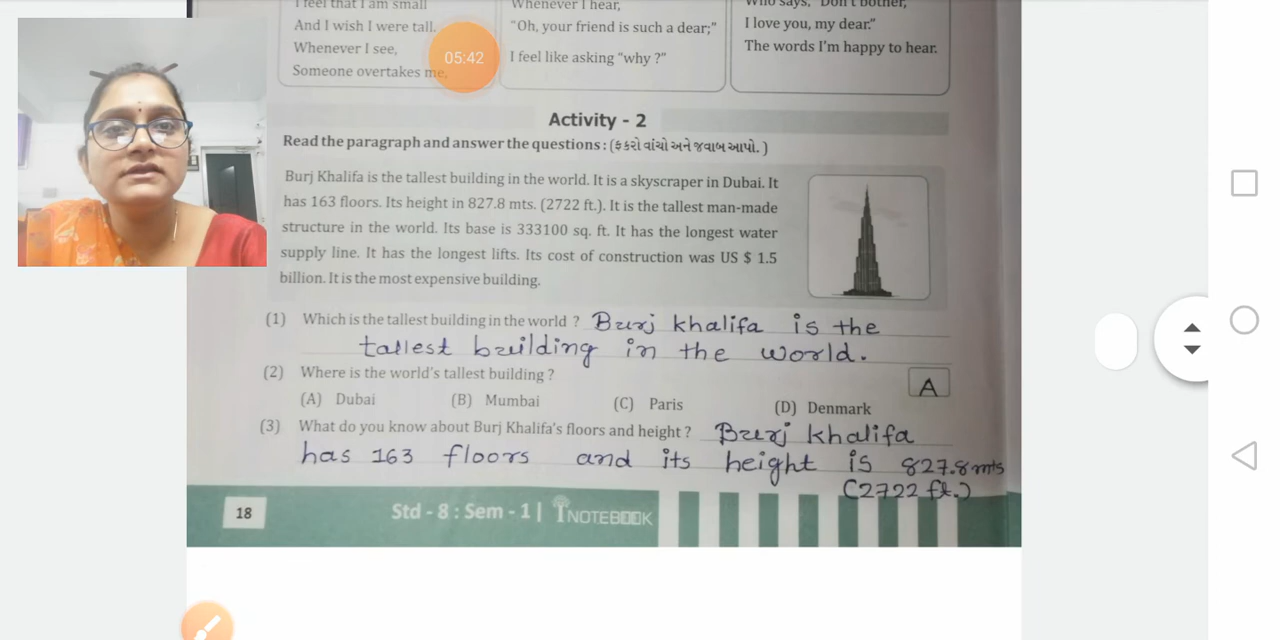 I feel that I am small
And I wish I were tall.
Whenever I see,
Someone overtakes me,
05:42
Whenever I hear,
"Oh, your friend is such a dear;"
I feel like asking "why ?"
Who says, "Don't bother,
I love you, my dear."
The words I'm happy to hear.
Activity - 2
Read the paragraph and answer the questions : (ફકરો વાંચો અને જવાબ આપો. )
Burj Khalifa is the tallest building in the world. It is a skyscraper in Dubai. It
has 163 floors. Its height in 827.8 mts. (2722 ft.). It is the tallest man-made
structure in the world. Its base is 333100 sq. ft. It has the longest water
supply line. It has the longest lifts. Its cost of construction was US $ 1.5
billion. It is the most expensive building.
(1) Which is the tallest building in the world ? Burj khalifa is the
tallest building in the world.
(2) Where is the world's tallest building ? A
(A) Dubai (B) Mumbai (C) Paris (D) Denmark
(3) What do you know about Burj Khalifa's floors and height ? Burj khalifa
has 163 floors and its height is 827.8 mts
(2722 ft.)
18 Std - 8 : Sem - 1 | NOTEBOOK